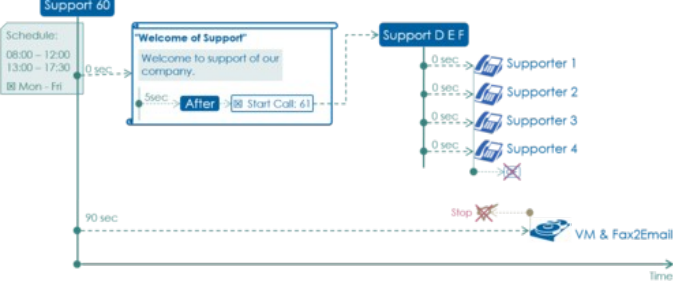 Support 60
Schedule:
08:00 – 12:00
13:00 – 17:30
☒ Mon - Fri
0 sec
"Welcome of Support"
Welcome to support of our
company.
5sec
After
☒ Start Call: 61
Support D E F
0 sec
Supporter 1
0 sec
Supporter 2
0 sec
Supporter 3
0 sec
Supporter 4
90 sec
Stop
VM & Fax2Email
Time